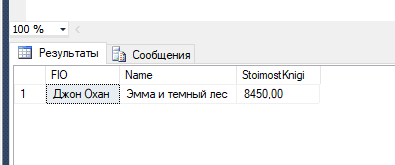 100 %
Результаты Сообщения
FIO Name StoimostKnigi
1 Джон Охан Эмма и темный лес 8450,00